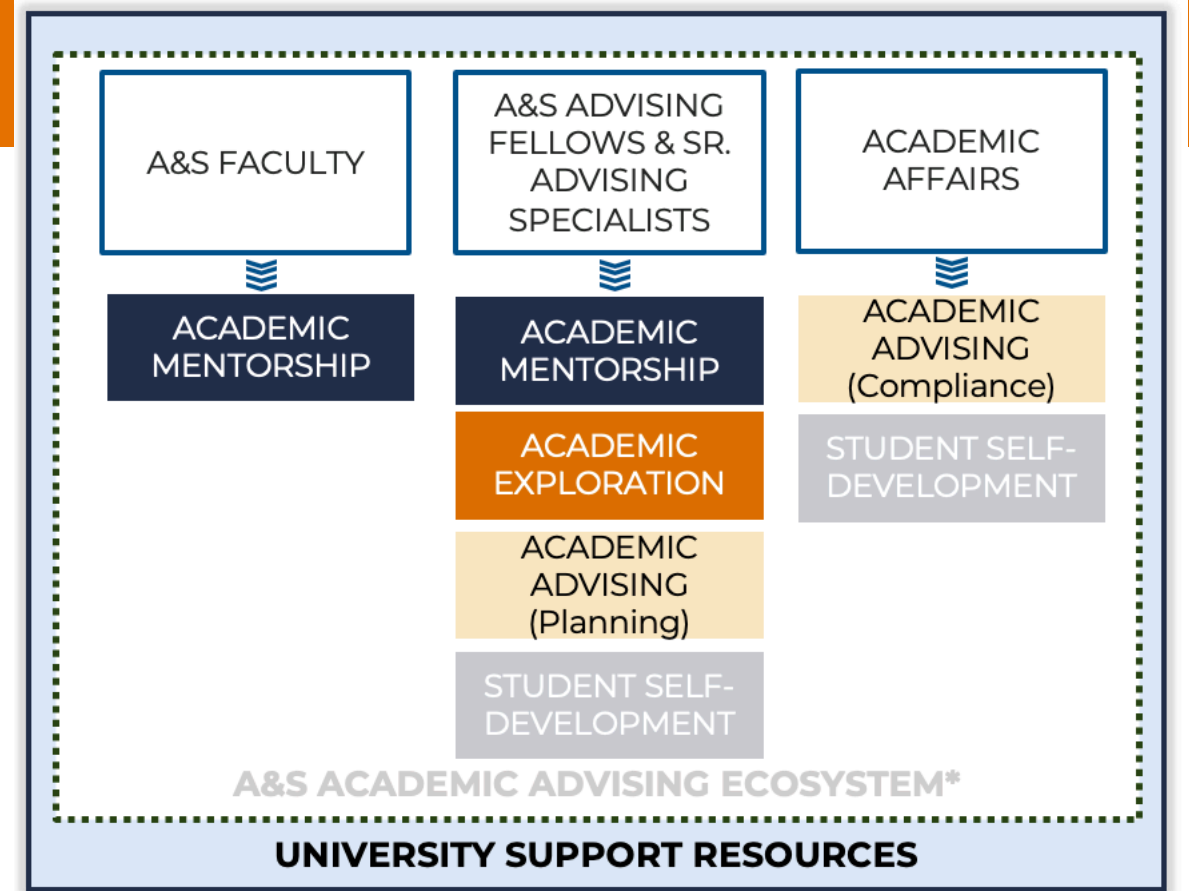 A&S FACULTY
A&S ADVISING
FELLOWS & SR.
ADVISING
SPECIALISTS
ACADEMIC
AFFAIRS
ACADEMIC
MENTORSHIP
ACADEMIC
MENTORSHIP
ACADEMIC
EXPLORATION
ACADEMIC
ADVISING
(Planning)
STUDENT SELF-
DEVELOPMENT
ACADEMIC
ADVISING
(Compliance)
STUDENT SELF-
DEVELOPMENT
A&S ACADEMIC ADVISING ECOSYSTEM*
UNIVERSITY SUPPORT RESOURCES